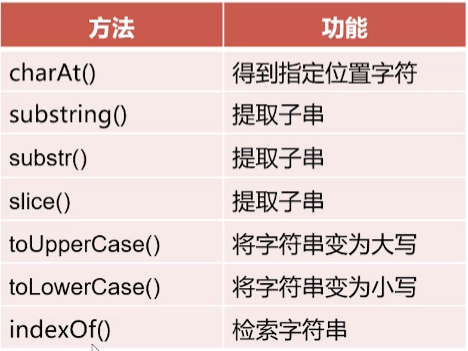 方法 功能
charAt() 得到指定位置字符
substring() 提取子串
substr() 提取子串
slice() 提取子串
toUpperCase() 将字符串变为大写
toLowerCase() 将字符串变为小写
indexOf() 检索字符串